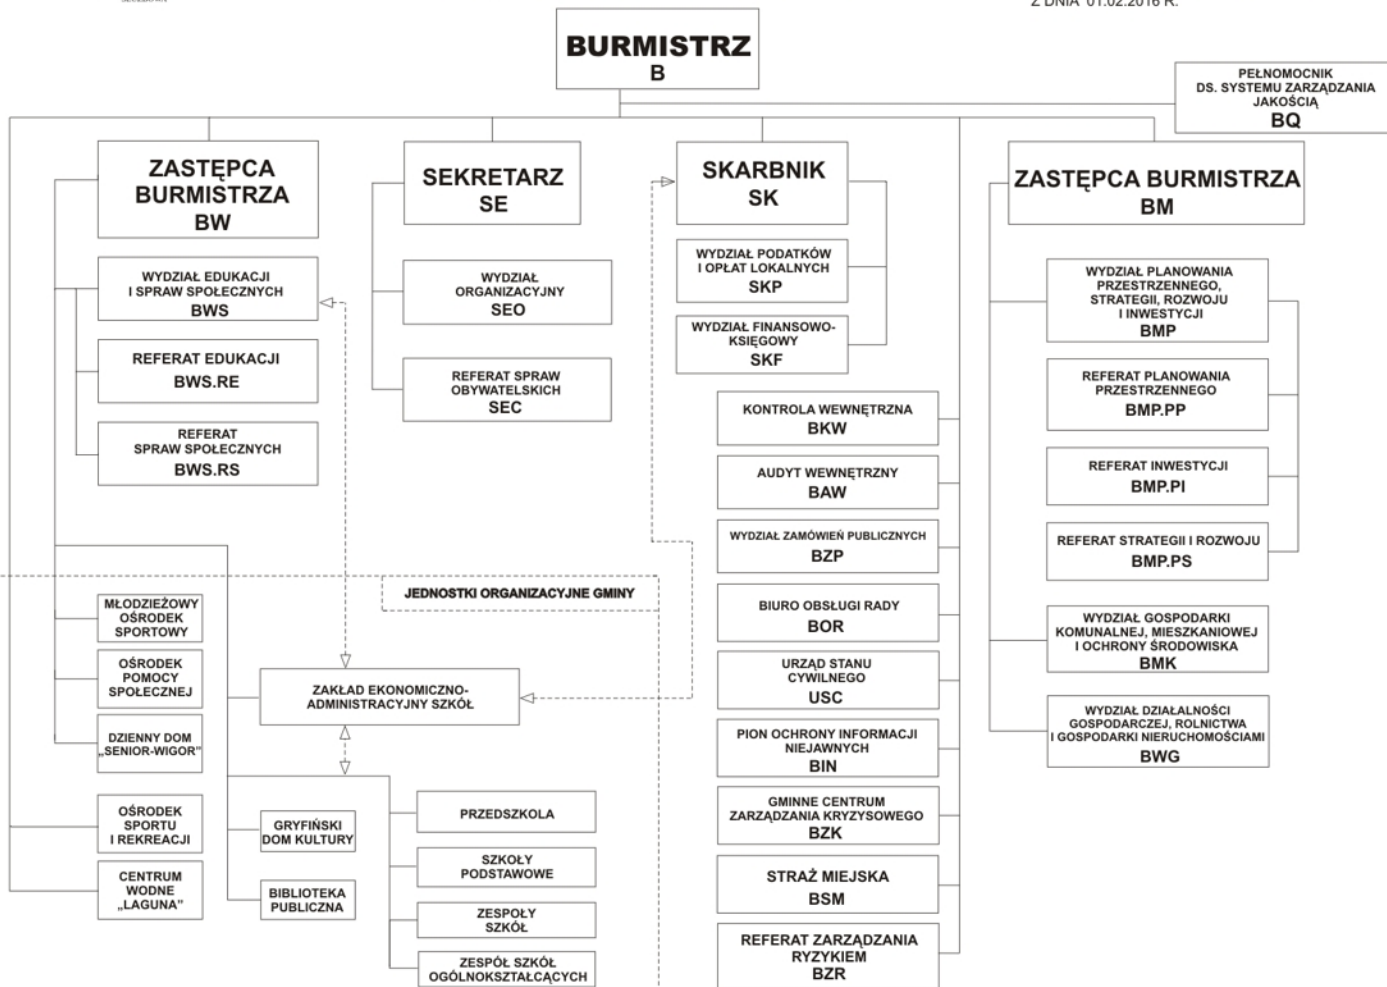 Z DNIA 01.02.2016 R.
BURMISTRZ
B
PEŁNOMOCNIK
DS. SYSTEMU ZARZĄDZANIA
JAKOŚCIĄ
BQ
ZASTĘPCA
BURMISTRZA
BW
SEKRETARZ
SE
SKARBNIK
SK
ZASTĘPCA BURMISTRZA
BM
WYDZIAŁ EDUKACJI
I SPRAW SPOŁECZNYCH
BWS
REFERAT EDUKACJI
BWS.RE
REFERAT
SPRAW SPOŁECZNYCH
BWS.RS
WYDZIAŁ
ORGANIZACYJNY
SEO
REFERAT SPRAW
OBYWATELSKICH
SEC
WYDZIAŁ PODATKÓW
I OPŁAT LOKALNYCH
SKP
WYDZIAŁ FINANSOWO-
KSIĘGOWY
SKF
KONTROLA WEWNĘTRZNA
BKW
AUDYT WEWNĘTRZNY
BAW
WYDZIAŁ ZAMÓWIEŃ PUBLICZNYCH
BZP
BIURO OBSŁUGI RADY
BOR
URZĄD STANU
CYWILNEGO
USC
PION OCHRONY INFORMACJI
NIEJAWNYCH
BIN
GMINNE CENTRUM
ZARZĄDZANIA KRYZYSOWEGO
BZK
STRAŻ MIEJSKA
BSM
REFERAT ZARZĄDZANIA
RYZYKIEM
BZR
WYDZIAŁ PLANOWANIA
PRZESTRZENNEGO,
STRATEGII, ROZWOJU
I INWESTYCJI
BMP
REFERAT PLANOWANIA
PRZESTRZENNEGO
BMP.PP
REFERAT INWESTYCJI
BMP.PI
REFERAT STRATEGII I ROZWOJU
BMP.PS
WYDZIAŁ GOSPODARKI
KOMUNALNEJ, MIESZKANIOWEJ
I OCHRONY ŚRODOWISKA
BMK
WYDZIAŁ DZIAŁALNOŚCI
GOSPODARCZEJ, ROLNICTWA
I GOSPODARKI NIERUCHOMOŚCIAMI
BWG
JEDNOSTKI ORGANIZACYJNE GMINY
MŁODZIEŻOWY
OŚRODEK
SPORTOWY
OŚRODEK
POMOCY
SPOŁECZNEJ
DZIENNY DOM
„SENIOR-WIGOR”
OŚRODEK
SPORTU
I REKREACJI
CENTRUM
WODNE
„LAGUNA”
ZAKŁAD EKONOMICZNO-
ADMINISTRACYJNY SZKÓŁ
GRYFIŃSKI
DOM KULTURY
BIBLIOTEKA
PUBLICZNA
PRZEDSZKOLA
SZKOŁY
PODSTAWOWE
ZESPOŁY
SZKÓŁ
ZESPÓŁ SZKÓŁ
OGÓLNOKSZTAŁCĄCYCH